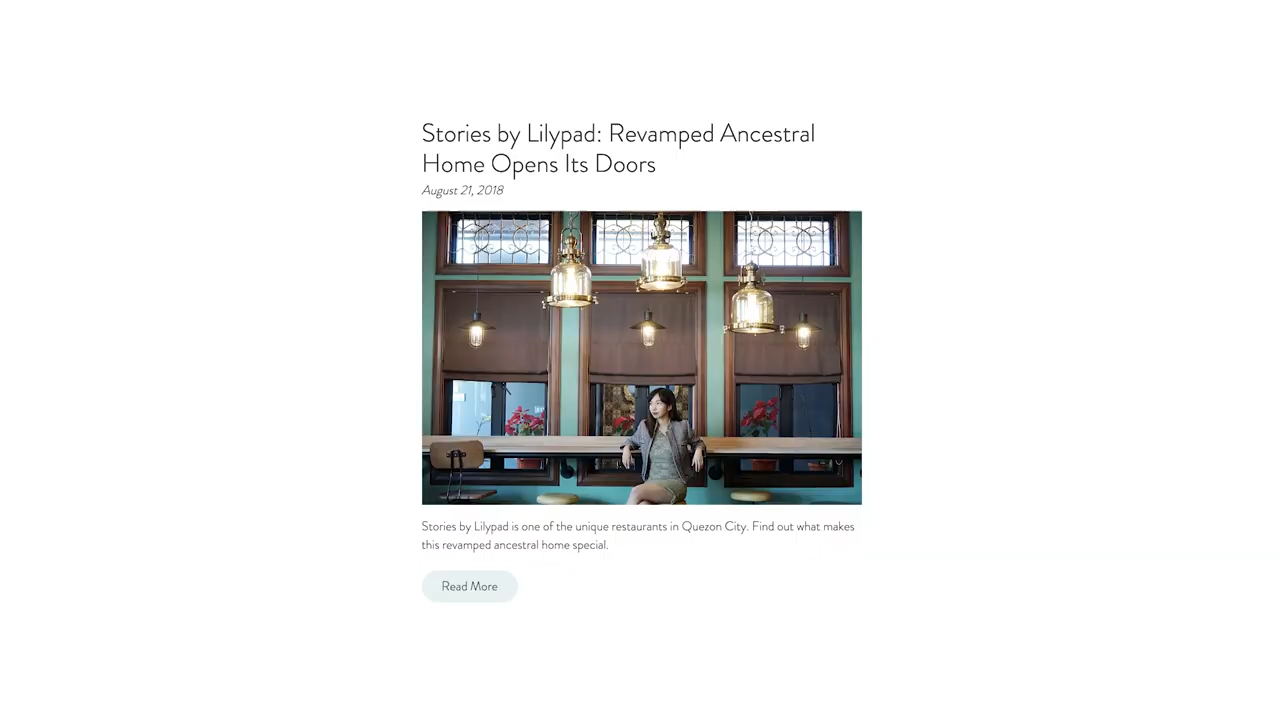 Stories by Lilypad: Revamped Ancestral
Home Opens Its Doors
August 21, 2018
Stories by Lilypad is one of the unique restaurants in Quezon City. Find out what makes
this revamped ancestral home special.
Read More